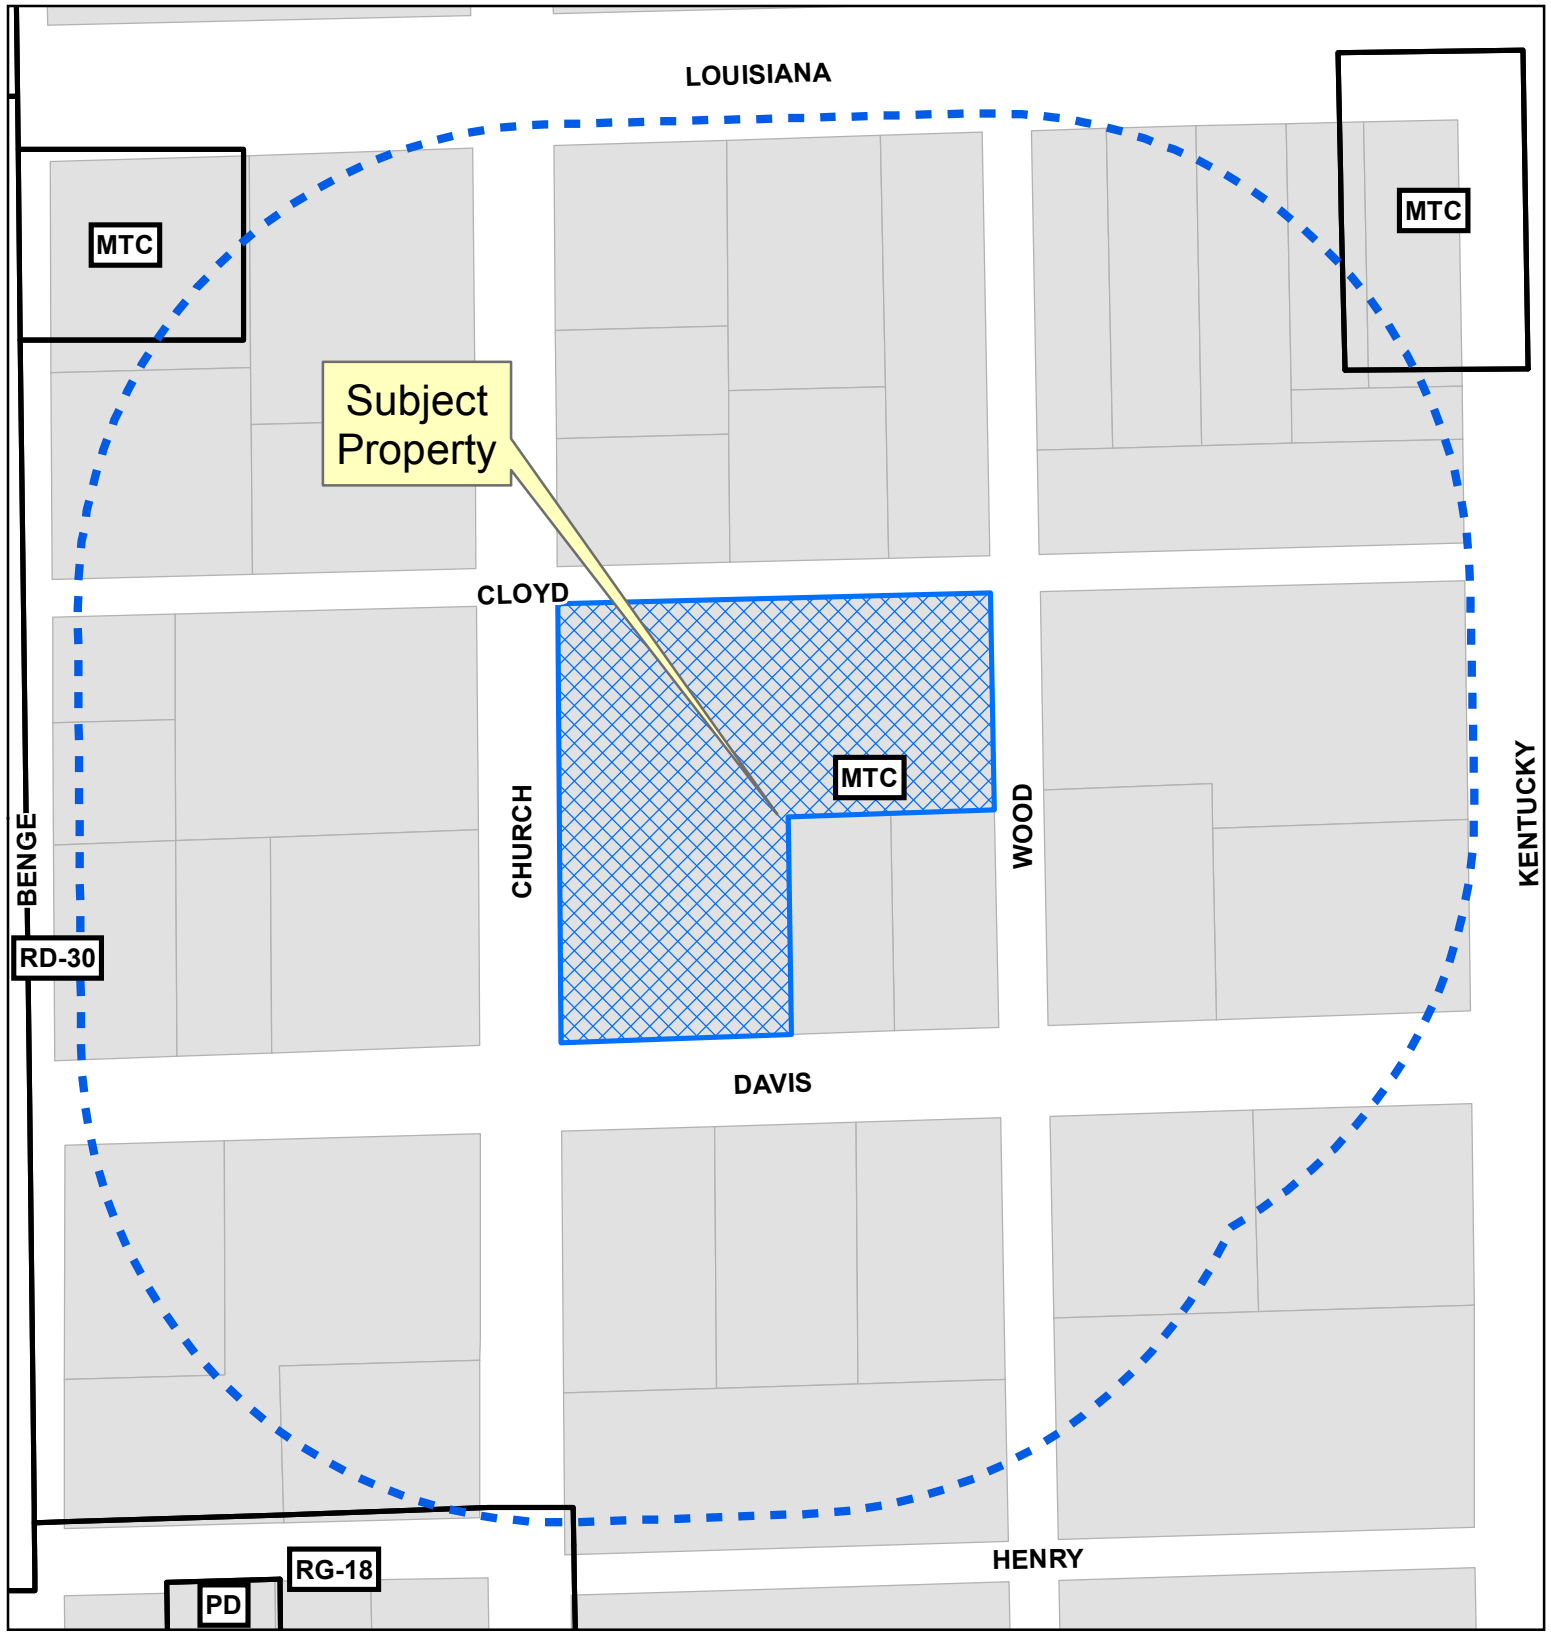 LOUISIANA
MTC
MTC
Subject
Property
CLOYD
CHURCH
MTC
WOOD
KENTUCKY
BENGE
RD-30
DAVIS
HENRY
RG-18
PD